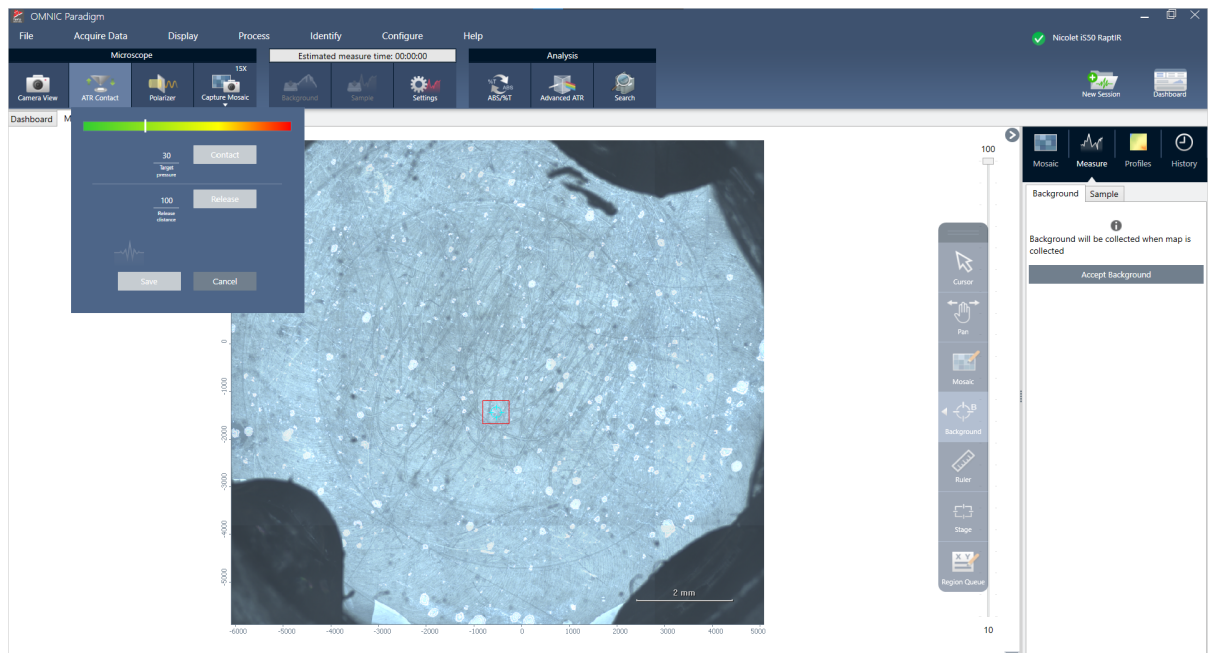 OMNIC Paradigm
File Acquire Data Display Process Configure Help
Nicolet iS50 RaptIR
Microscope
Estimated measure time: 00:00:00
Analysis
15X
Camera View
ATR Contact
Polarizer
Capture Mosaic
Background
Sample
Settings
%T
ABS
ABS/%T
Advanced ATR
Search
New Session
Dashboard
Dashboard M
30
Target
pressure
Contact
100
Release
distance
Release
Save
Cancel
0
-1000
-2000
-3000
-4000
-5000
-6000 -5000 -4000 -3000 -2000 -1000 0 1000 2000 3000 4000 5000
2 mm
100
10
Cursor
Pan
Mosaic
B
Background
Ruler
Stage
X Y
Region Queue
Mosaic Measure Profiles History
Background Sample
Background will be collected when map is
collected
Accept Background